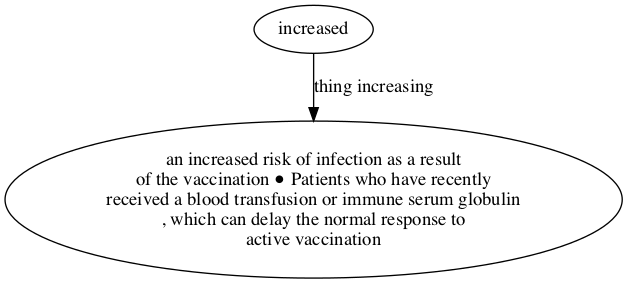 increased
thing increasing
an increased risk of infection as a result
of the vaccination ● Patients who have recently
received a blood transfusion or immune serum globulin
, which can delay the normal response to
active vaccination